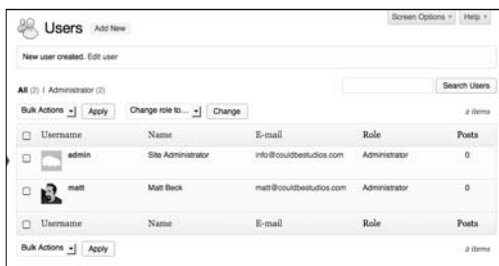 Screen Options Help
Users Add New
New user created. Edit user
All (2) | Administrator (2)
Search Users
Bulk Actions Apply Change role to... Change 2 items
Username Name E-mail Role Posts
admin Site Administrator info@couldbestudios.com Administrator 0
matt Matt Beck matt@couldbestudios.com Administrator 0
Username Name E-mail Role Posts
Bulk Actions Apply 2 items